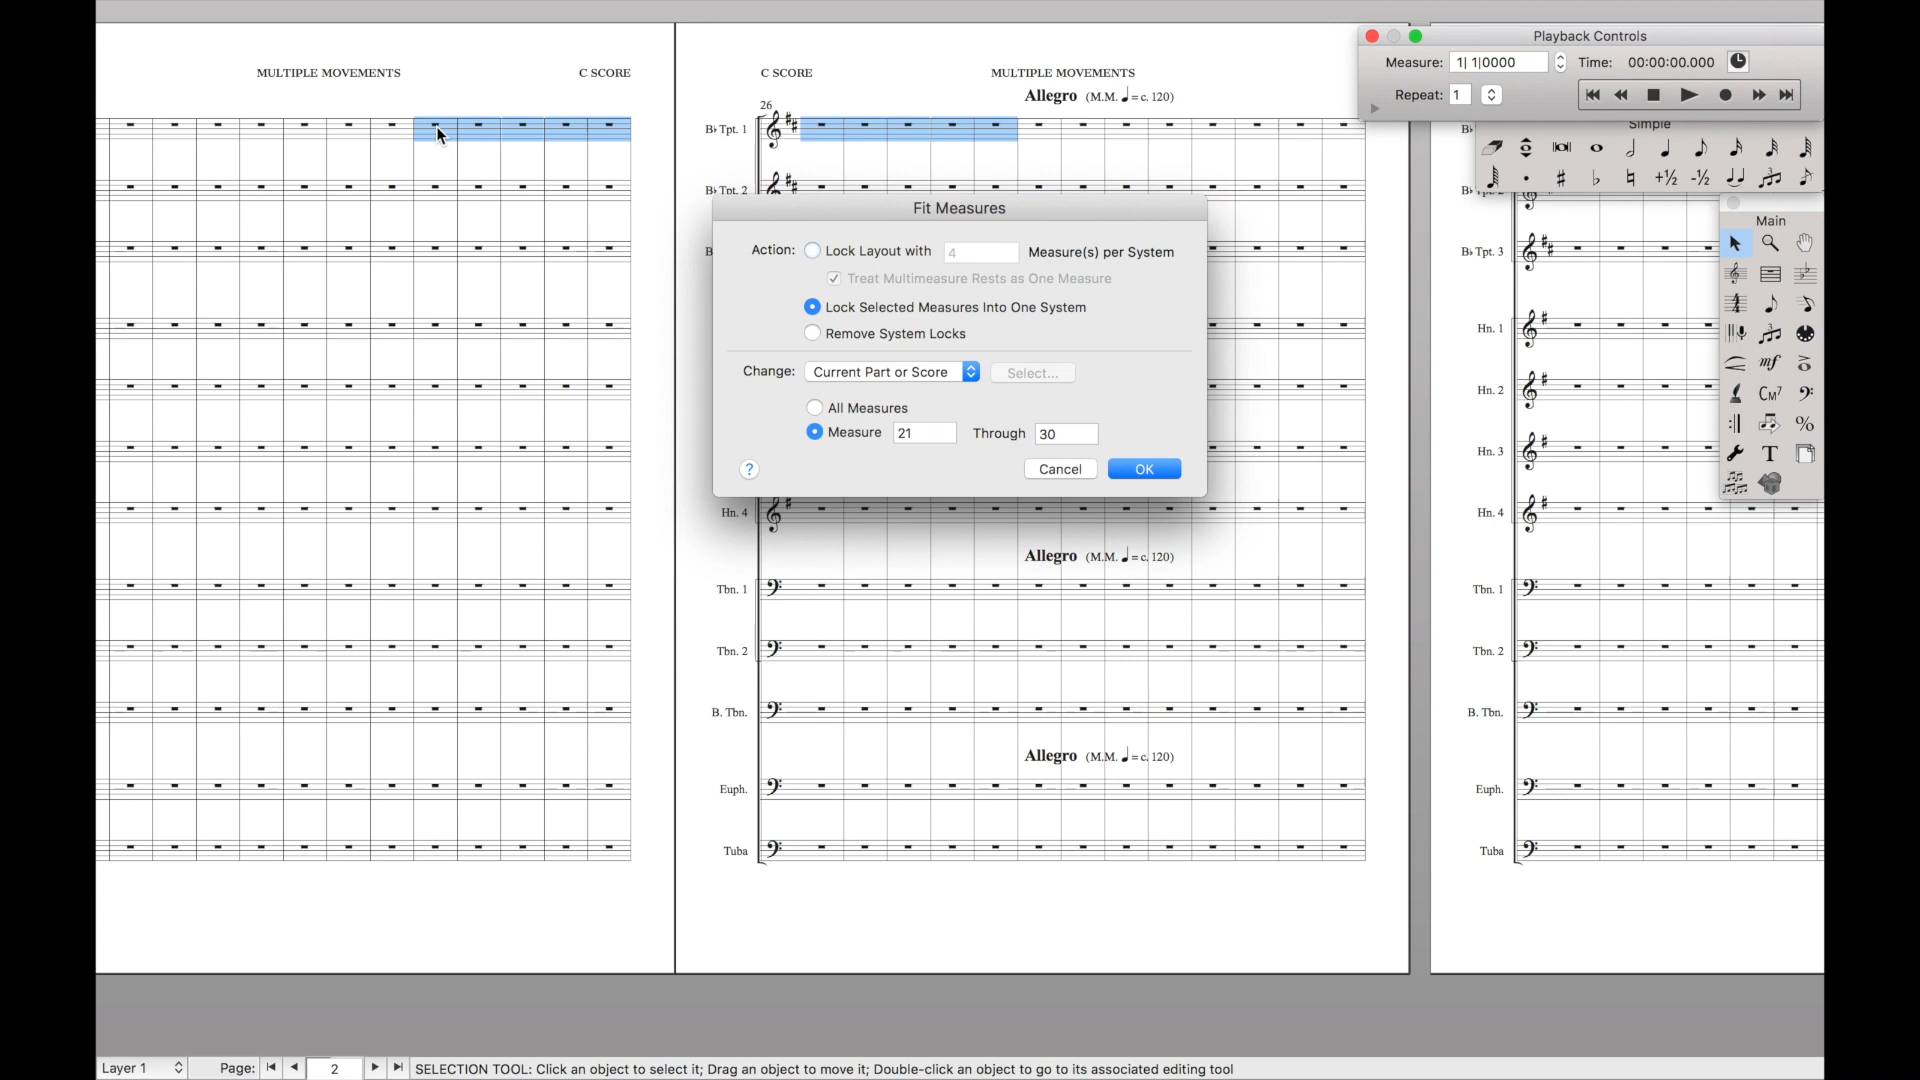 MULTIPLE MOVEMENTS
C SCORE
C SCORE
MULTIPLE MOVEMENTS
Allegro (M.M. ♩= c. 120)
26
B♭ Tpt. 1
B♭ Tpt. 2
Hn. 4
Allegro (M.M. ♩= c. 120)
Tbn. 1
Tbn. 2
B. Tbn.
Allegro (M.M. ♩= c. 120)
Euph.
Tuba
Fit Measures
Action: Lock Layout with 4 Measure(s) per System
Treat Multimeasure Rests as One Measure
Lock Selected Measures Into One System
Remove System Locks
Change: Current Part or Score Select...
All Measures
Measure 21 Through 30
? Cancel OK
Playback Controls
Measure: 1| 1|0000 Time: 00:00:00.000
Repeat: 1
Simple
+½ -½
Main
mf
CM7
%
T
B♭ Tpt. 3
Hn. 1
Hn. 2
Hn. 3
Hn. 4
Tbn. 1
Tbn. 2
B. Tbn.
Euph.
Tuba
Layer 1 Page: 2 SELECTION TOOL: Click an object to select it; Drag an object to move it; Double-click an object to go to its associated editing tool